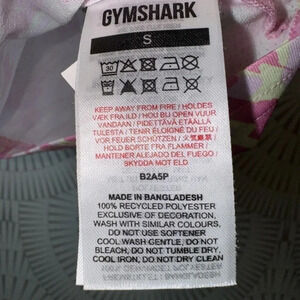 GYMSHARK
S
30
KEEP AWAY FROM FIRE / HOLDES
VÆK FRA ILD / HOU BIJ OPEN VUUR
VANDAAN / PIDETTÄVÄ ETÄÄLLÄ
TULESTA / TENIR ÉLOIGNÉ DU FEU /
VOR FEUER SCHÜTZEN / 火気厳禁
HOLD BORTE FRA FLAMMER /
MANTENER ALEJADO DEL FUEGO /
SKYDDA MOT ELD.
B2A5P
MADE IN BANGLADESH
100% RECYCLED POLYESTER
EXCLUSIVE OF DECORATION,
WASH WITH SIMILAR COLOURS,
DO NOT USE SOFTENER
COOL WASH GENTLE, DO NOT
BLEACH, DO NOT TUMBLE DRY,
COOL IRON, DO NOT DRY CLEAN